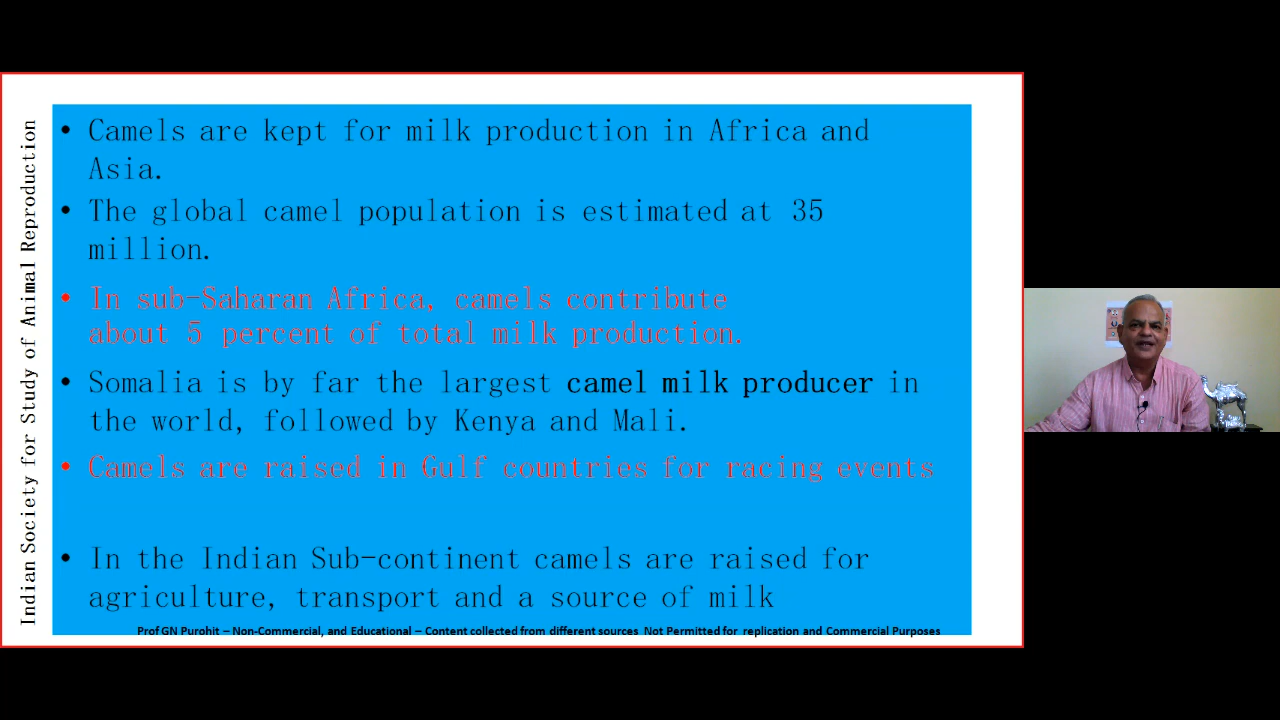 Indian Society for Study of Animal Reproduction
• Camels are kept for milk production in Africa and
Asia.
• The global camel population is estimated at 35
million.
• In sub-Saharan Africa, camels contribute
about 5 percent of total milk production.
• Somalia is by far the largest camel milk producer in
the world, followed by Kenya and Mali.
• Camels are raised in Gulf countries for racing events
• In the Indian Sub-continent camels are raised for
agriculture, transport and a source of milk
Prof GN Purohit – Non-Commercial, and Educational – Content collected from different sources Not Permitted for replication and Commercial Purposes